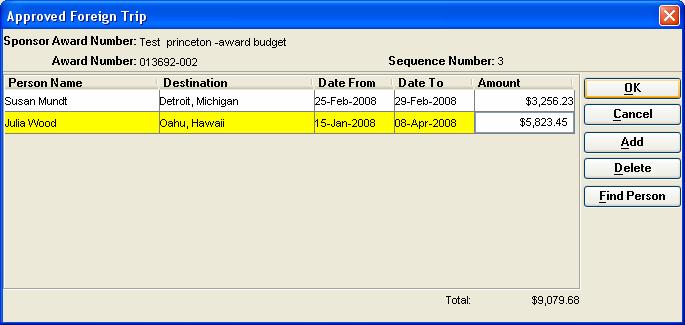 Approved Foreign Trip
Sponsor Award Number: Test princeton -award budget
Award Number: 013692-002 Sequence Number: 3
Person Name Destination Date From Date To Amount
Susan Mundt Detroit, Michigan 25-Feb-2008 29-Feb-2008 $3,256.23
Julia Wood Oahu, Hawaii 15-Jan-2008 08-Apr-2008 $5,823.45
Total: $9,079.68
OK
Cancel
Add
Delete
Find Person